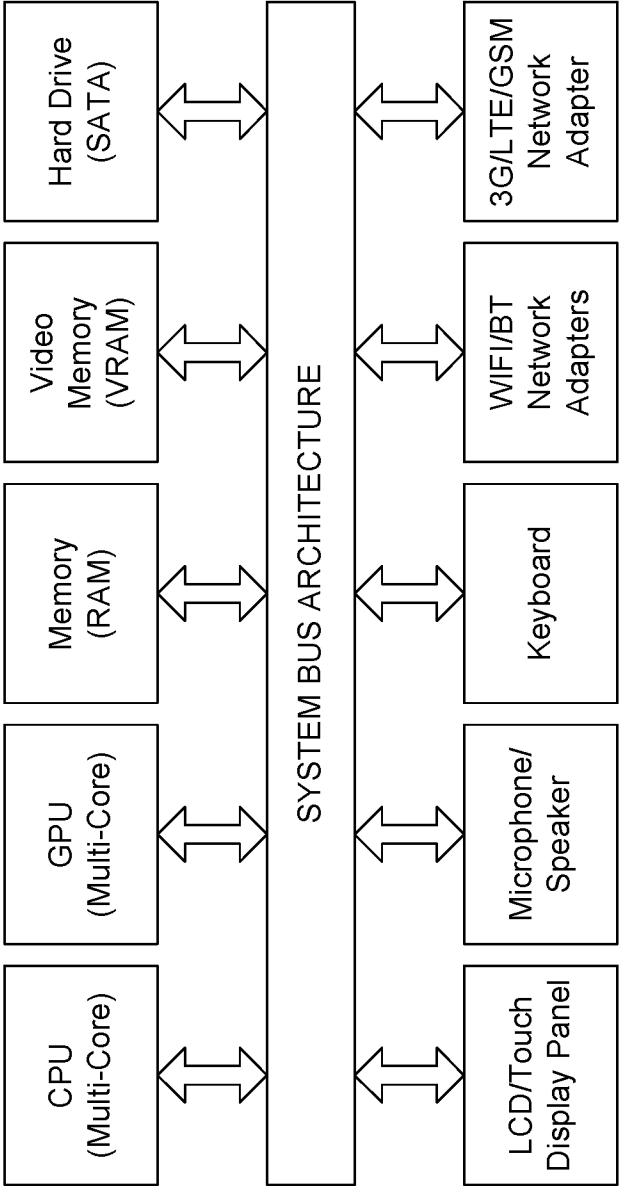 CPU
(Multi-Core)
GPU
(Multi-Core)
Memory
(RAM)
Video
Memory
(VRAM)
Hard Drive
(SATA)
SYSTEM BUS ARCHITECTURE
LCD/Touch
Display Panel
Microphone/
Speaker
Keyboard
WIFI/BT
Network
Adapters
3G/LTE/GSM
Network
Adapter